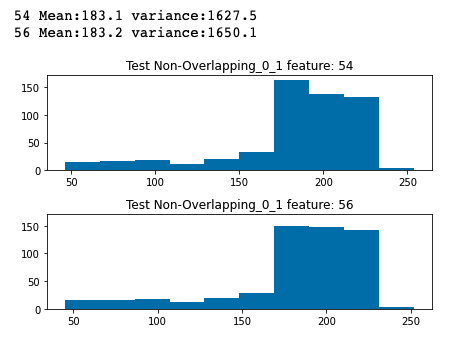 54 Mean:183.1 variance:1627.5
56 Mean:183.2 variance:1650.1
Test Non-Overlapping_0_1 feature: 54
150
100
50
0
50 100 150 200 250
Test Non-Overlapping_0_1 feature: 56
150
100
50
0
50 100 150 200 250